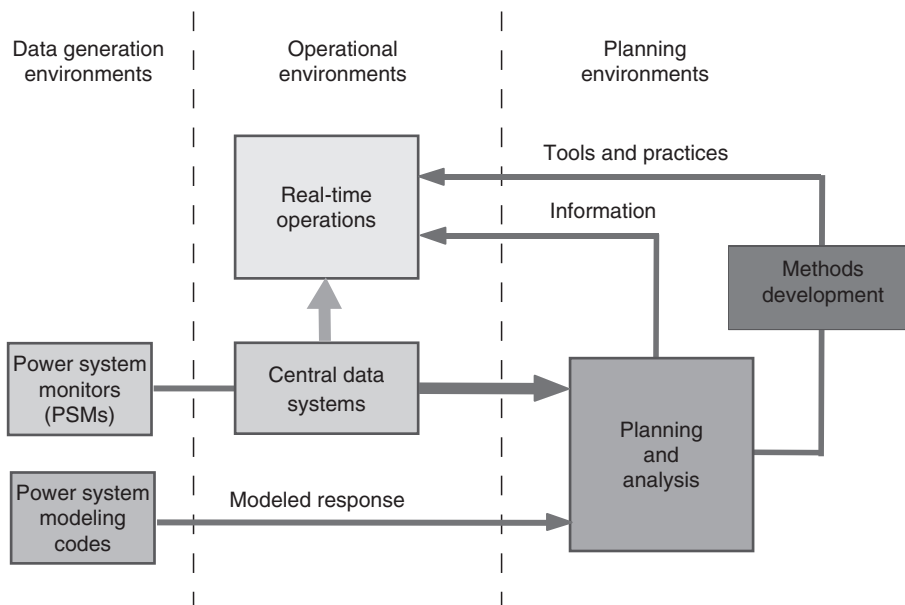 Data generation
environments
Operational
environments
Planning
environments
Tools and practices
Real-time
operations
Information
Methods
development
Power system
monitors
(PSMs)
Central data
systems
Planning
and
analysis
Power system
modeling
codes
Modeled response